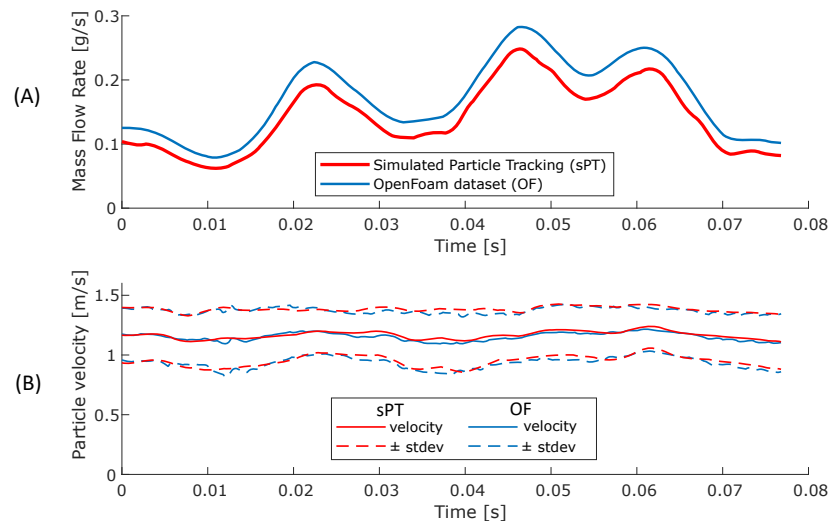 (A)
Mass Flow Rate [g/s]
0.3
0.2
0.1
0
Simulated Particle Tracking (sPT)
OpenFoam dataset (OF)
0 0.01 0.02 0.03 0.04 0.05 0.06 0.07 0.08
Time [s]
(B)
Particle velocity [m/s]
1.5
1
0.5
0
sPT OF
velocity velocity
± stdev ± stdev
0 0.01 0.02 0.03 0.04 0.05 0.06 0.07 0.08
Time [s]